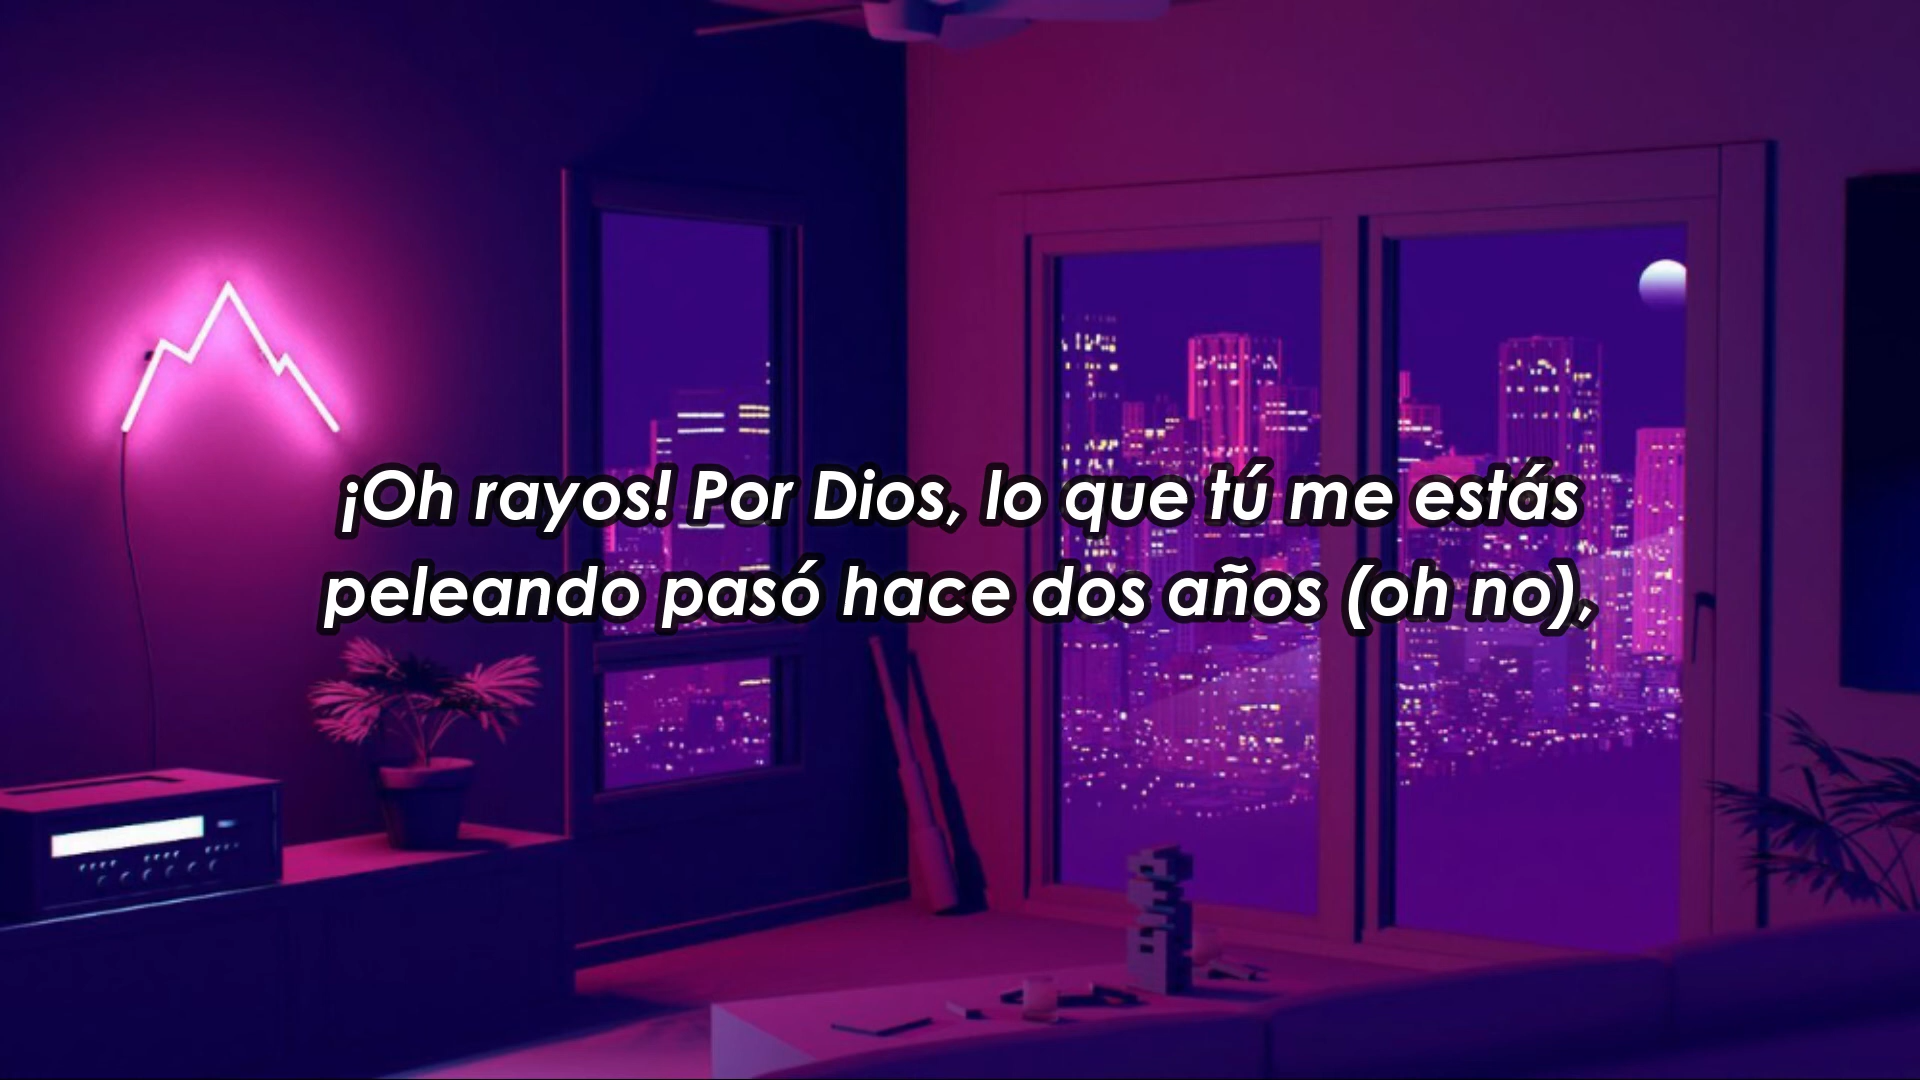 ¡Oh rayos! Por Dios, lo que tú me estás
peleando pasó hace dos años (oh no),